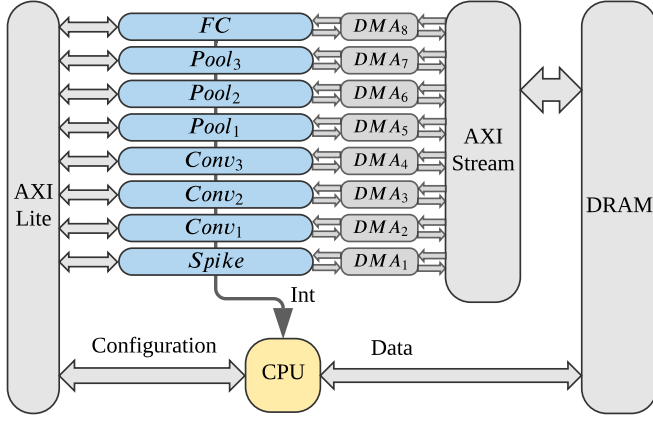 FC DMA₈
Pool₃ DMA₇
Pool₂ DMA₆
Pool₁ DMA₅
Conv₃ DMA₄
Conv₂ DMA₃
Conv₁ DMA₂
Spike DMA₁
AXI
Lite
AXI
Stream
DRAM
Int
Configuration
CPU
Data